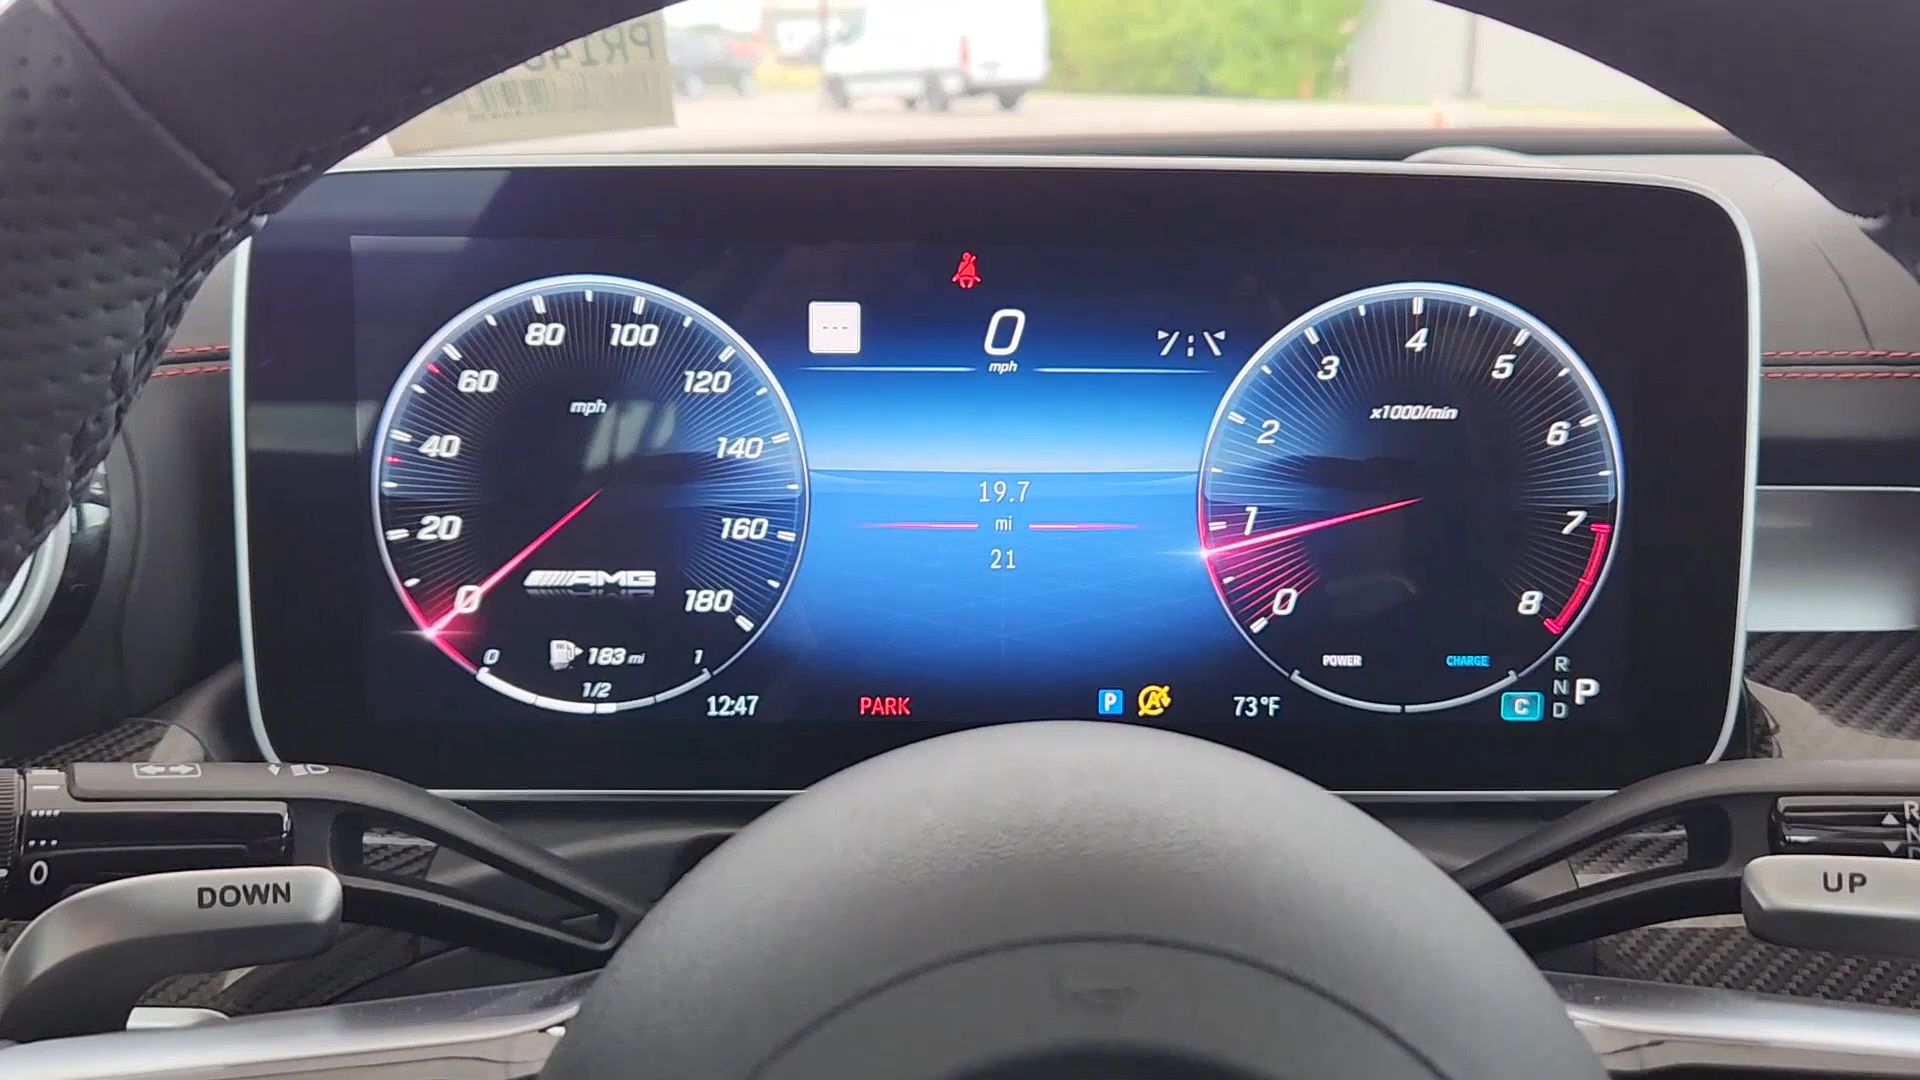 80 100
60 120
mph
40 140
20 160
AMG
0 180
0 183 mi 1
1/2
12:47
---
0
mph
19.7
mi
21
PARK
P A
73°F
4
3 5
x1000/min
2 6
1 7
0 8
POWER CHARGE
R
N P
C D
0
DOWN
R
N
UP